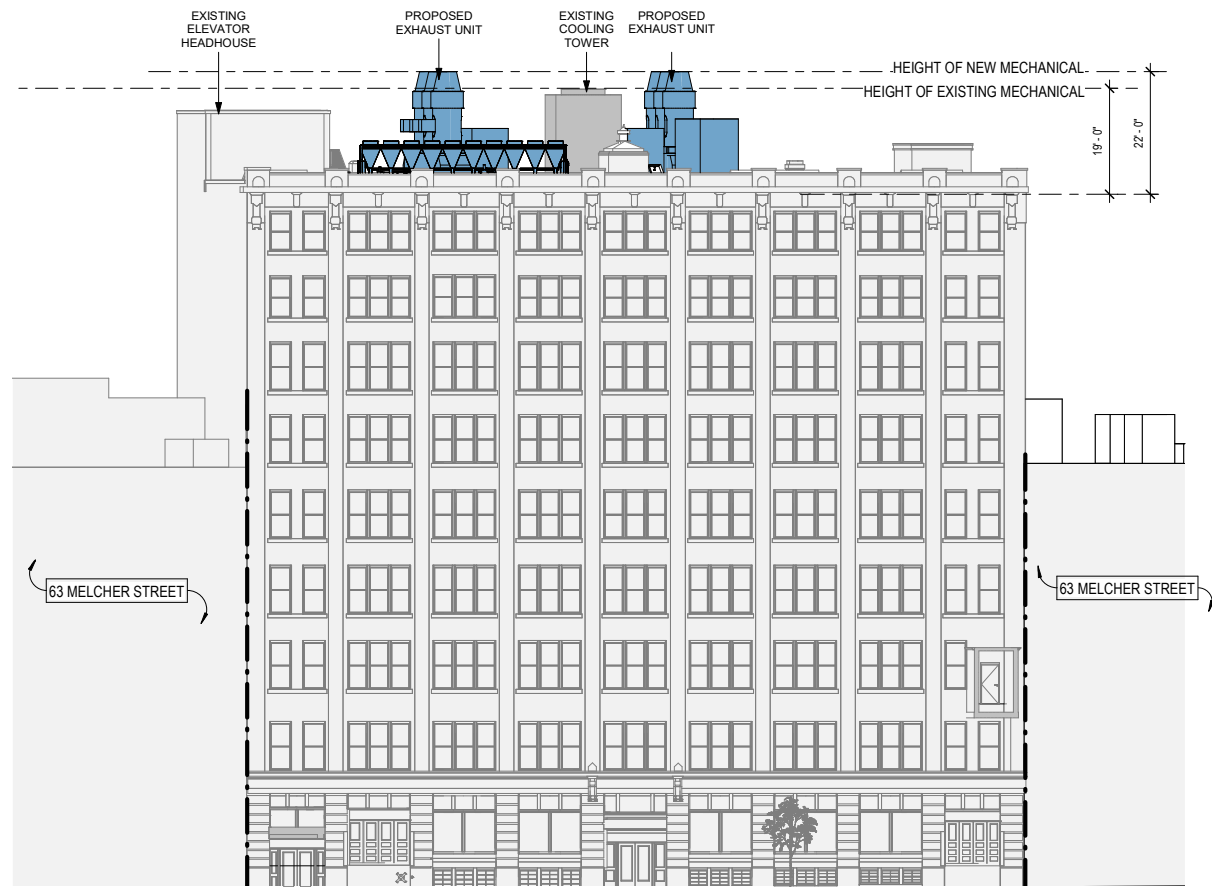 EXISTING
ELEVATOR
HEADHOUSE
PROPOSED
EXHAUST UNIT
EXISTING
COOLING
TOWER
PROPOSED
EXHAUST UNIT
HEIGHT OF NEW MECHANICAL
HEIGHT OF EXISTING MECHANICAL
19' - 0"
22' - 0"
63 MELCHER STREET
63 MELCHER STREET